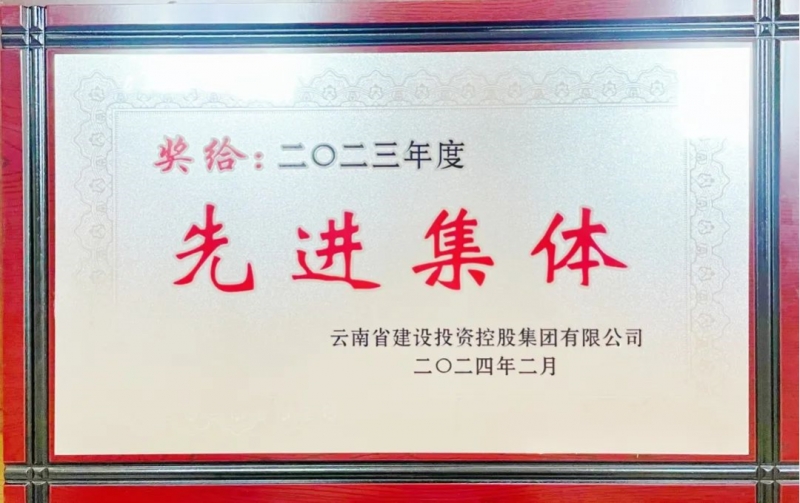 奖给：二〇二三年度
先进集体
云南省建设投资控股集团有限公司
二〇二四年二月